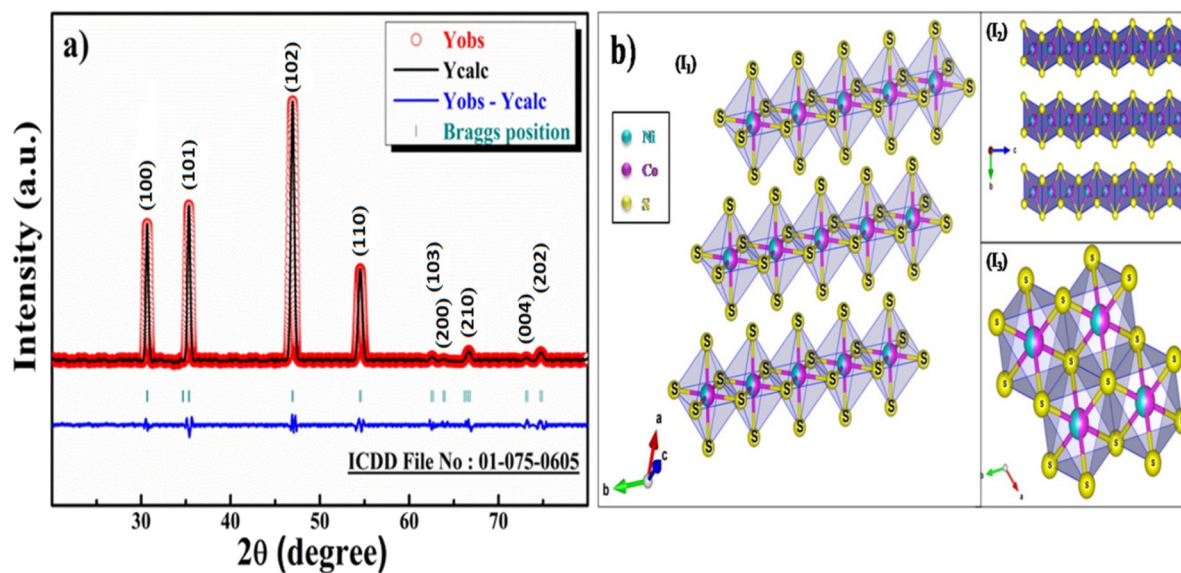 a)
Yobs
Ycalc
Yobs - Ycalc
Braggs position
(100)
(101)
(102)
(110)
(103)
(200)
(210)
(004)
(202)
Intensity (a.u.)
ICDD File No : 01-075-0605
30 40 50 60 70 80
2θ (degree)
b)
(I₁)
Ni
Co
S
S S S S S
S S S S S
S S S S S
S S S S S
S S S S S
S S S S S
S S S S S
S S S S S
S S S S S
S S S S S
S S S S S
S S S S S
a
c
b
(I₂)
c
b
(I₃)
S S S S S S S S S S S S S S
b
a